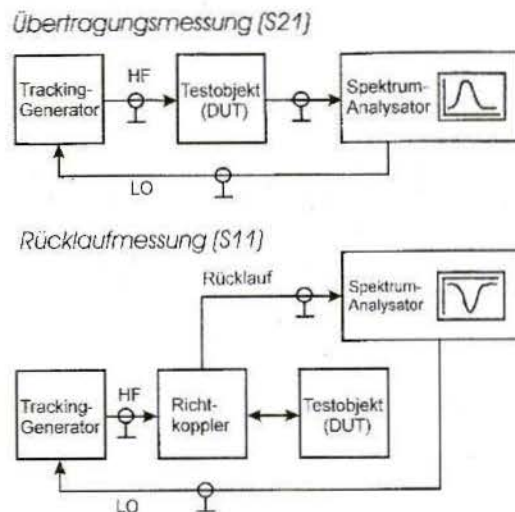 Übertragungsmessung (S21)
Tracking-
Generator
HF
Testobjekt
(DUT)
Spektrum-
Analysator
LO
Rücklaufmessung (S11)
Rücklauf
Spektrum-
Analysator
Tracking-
Generator
HF
Richt-
koppler
Testobjekt
(DUT)
LO